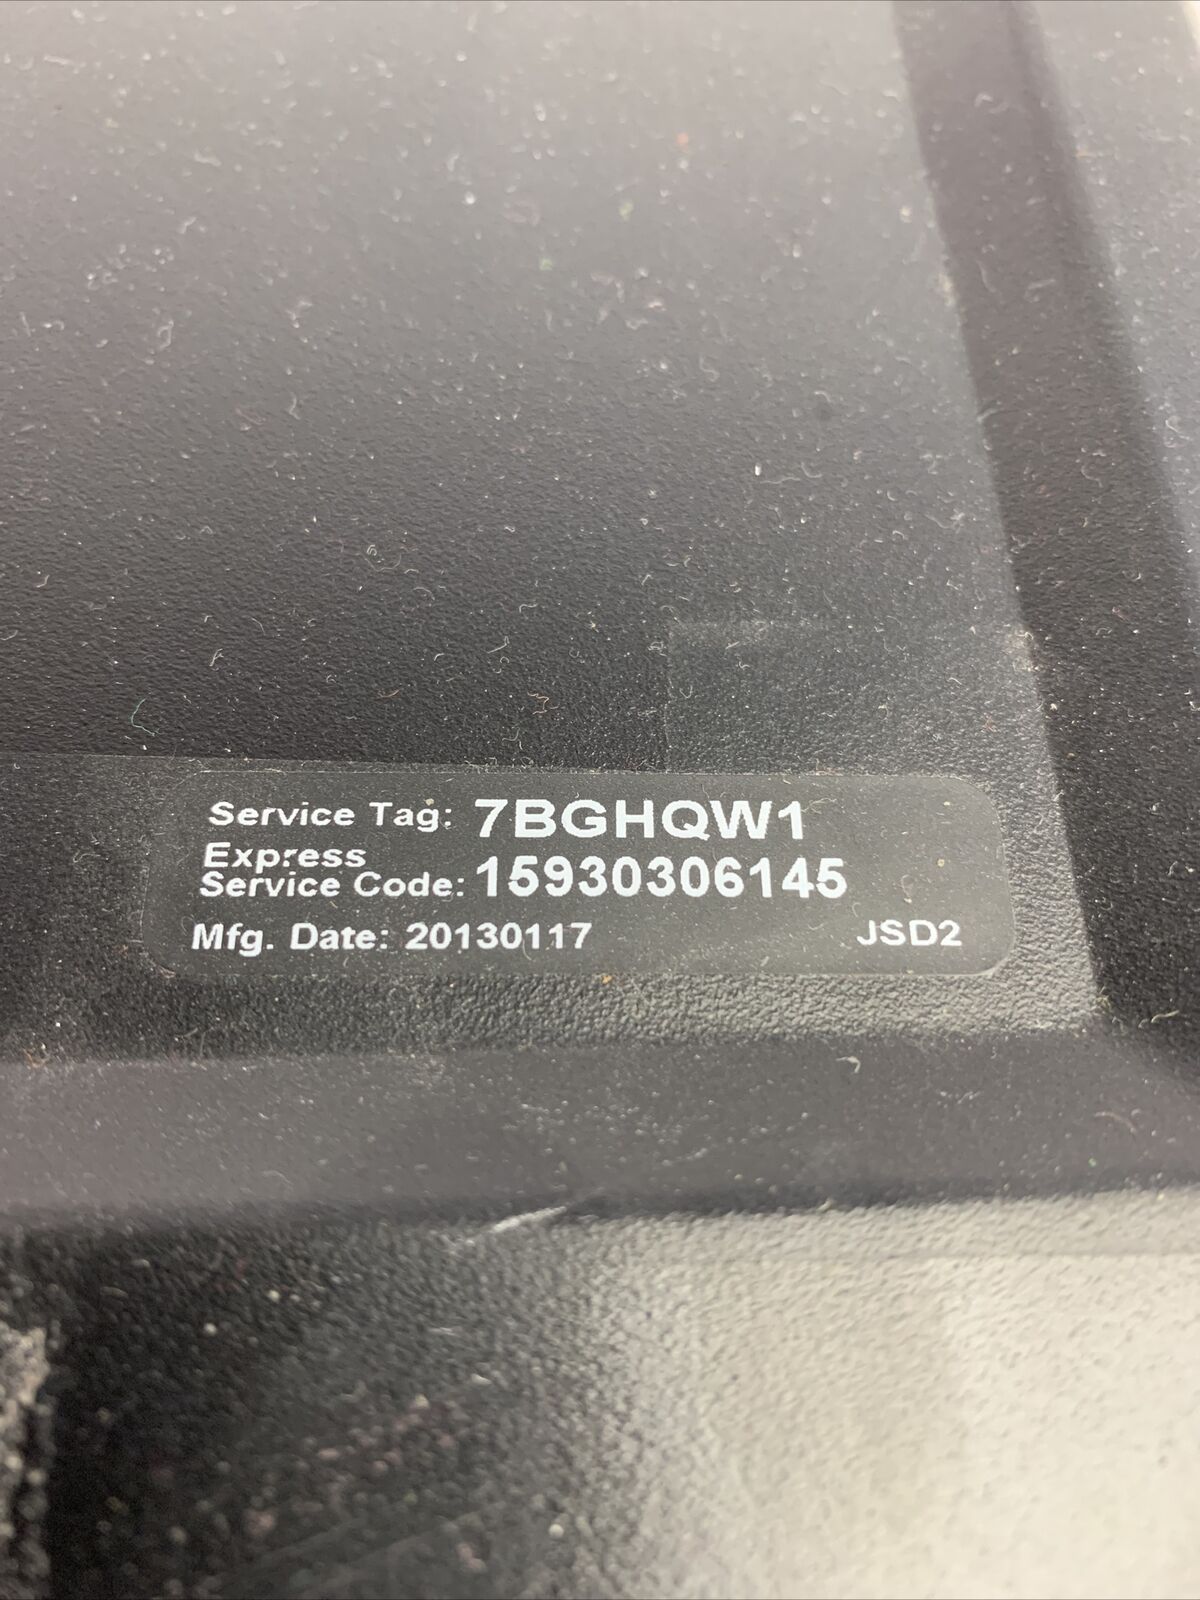 Service Tag: 7BGHQW1
Express
Service Code: 15930306145
Mfg. Date: 20130117 JSD2